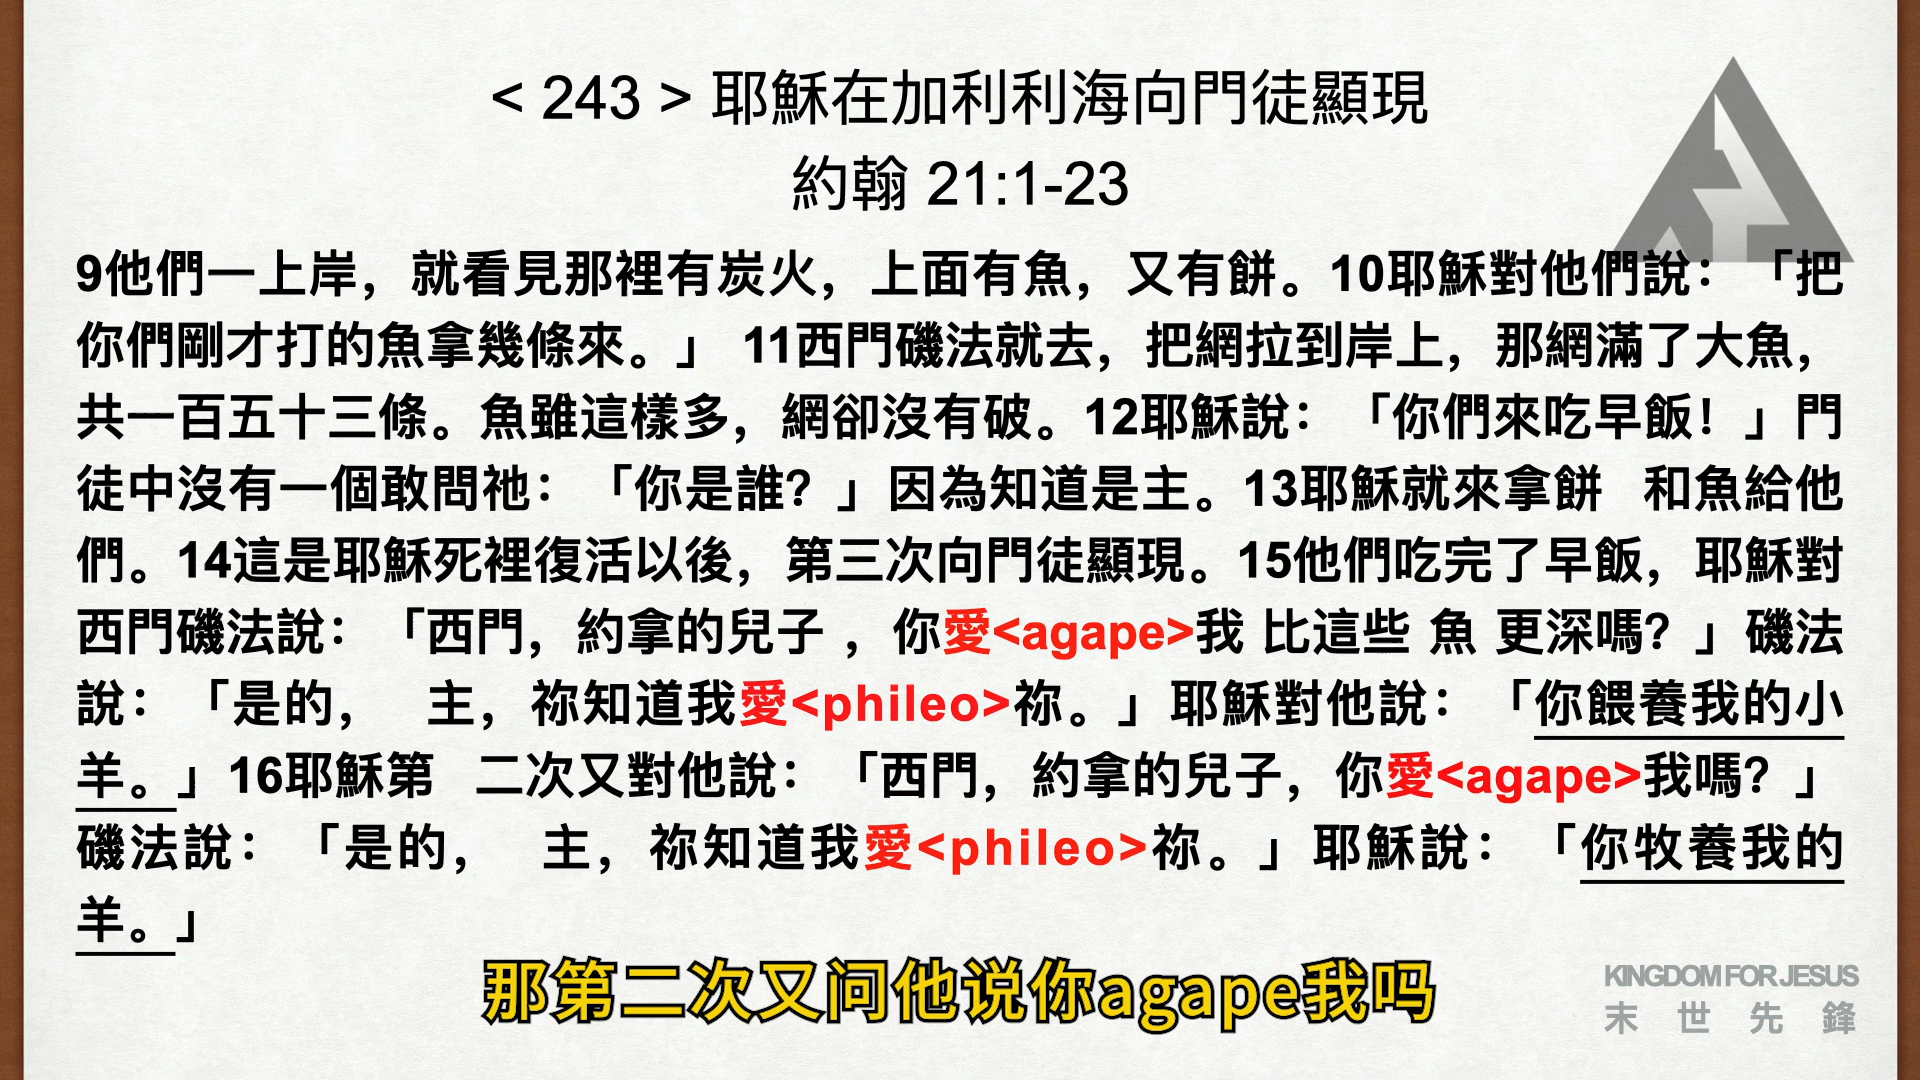 < 243 > 耶穌在加利利海向門徒顯現
約翰 21:1-23
9他們一上岸，就看見那裡有炭火，上面有魚，又有餅。10耶穌對他們說：「把
你們剛才打的魚拿幾條來。」 11西門磯法就去，把網拉到岸上，那網滿了大魚，
共一百五十三條。魚雖這樣多，網卻沒有破。12耶穌說：「你們來吃早飯！」門
徒中沒有一個敢問祂：「你是誰？」因為知道是主。13耶穌就來拿餅 和魚給他
們。14這是耶穌死裡復活以後，第三次向門徒顯現。15他們吃完了早飯，耶穌對
西門磯法說：「西門，約拿的兒子 ，你愛<agape>我 比這些 魚 更深嗎？」磯法
說：「是的， 主，祢知道我愛<phileo>祢。」耶穌對他說：「你餵養我的小
羊。」16耶穌第 二次又對他說：「西門，約拿的兒子，你愛<agape>我嗎？」
磯法說：「是的， 主，祢知道我愛<phileo>祢。」耶穌說：「你牧養我的
羊。」
那第二次又问他说你agape我吗
KINGDOM FOR JESUS
末世先鋒